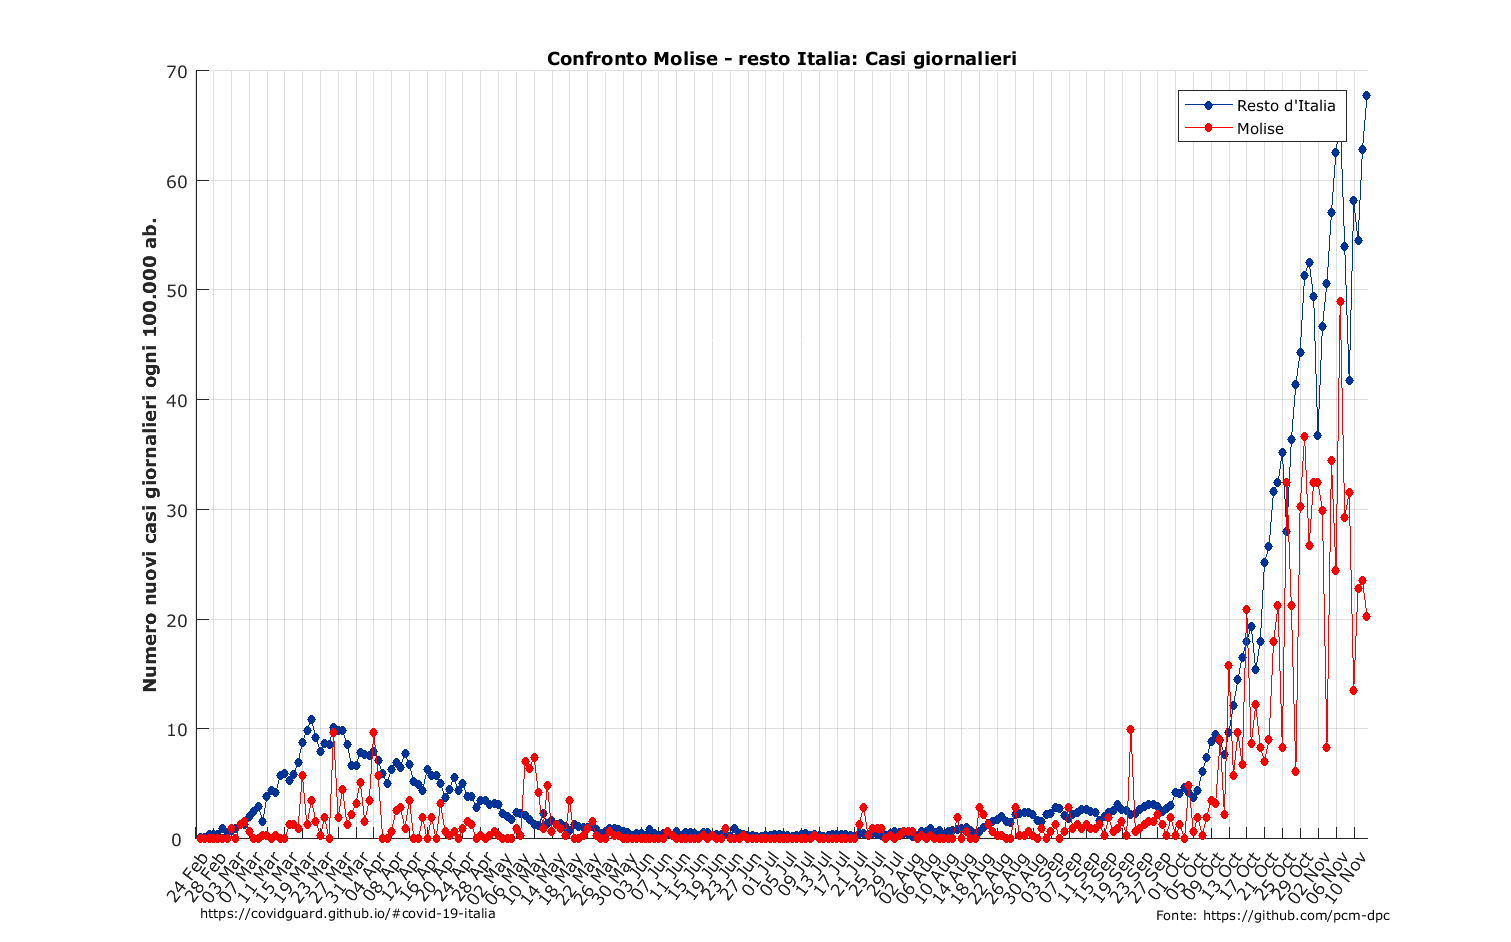 Confronto Molise - resto Italia: Casi giornalieri
Resto d'Italia
Molise
Numero nuovi casi giornalieri ogni 100.000 ab.
70
60
50
40
30
20
10
0
24 Feb
28 Feb
03 Mar
07 Mar
11 Mar
15 Mar
19 Mar
23 Mar
27 Mar
31 Mar
04 Apr
08 Apr
12 Apr
16 Apr
20 Apr
24 Apr
28 Apr
02 May
06 May
10 May
14 May
18 May
22 May
26 May
30 May
03 Jun
07 Jun
11 Jun
15 Jun
19 Jun
23 Jun
27 Jun
01 Jul
05 Jul
09 Jul
13 Jul
17 Jul
21 Jul
25 Jul
29 Jul
02 Aug
06 Aug
10 Aug
14 Aug
18 Aug
22 Aug
26 Aug
30 Aug
03 Sep
07 Sep
11 Sep
15 Sep
19 Sep
23 Sep
27 Sep
01 Oct
05 Oct
09 Oct
13 Oct
17 Oct
21 Oct
25 Oct
29 Oct
02 Nov
06 Nov
10 Nov
https://covidguard.github.io/#covid-19-italia
Fonte: https://github.com/pcm-dpc